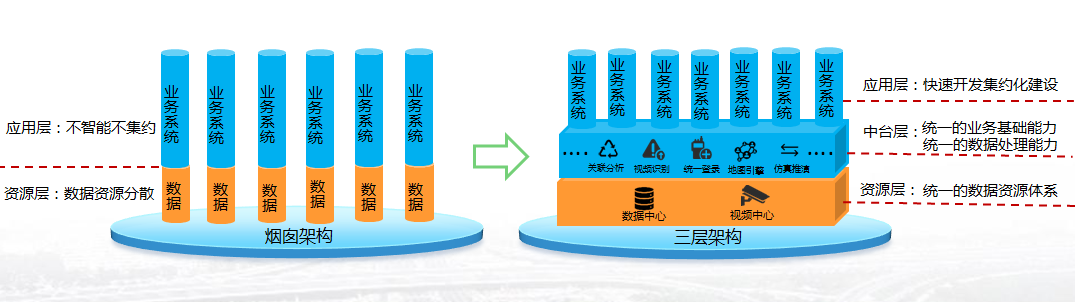 应用层：不智能不集约
资源层：数据资源分散
业务系统
业务系统
业务系统
业务系统
业务系统
业务系统
数据
数据
数据
数据
数据
数据
烟囱架构
业务系统
业务系统
业务系统
业务系统
业务系统
业务系统
业务系统
····
关联分析
视频识别
统一登录
地图引擎
仿真推演
····
数据中心
视频中心
三层架构
应用层：快速开发集约化建设
中台层：统一的业务基础能力
统一的数据处理能力
资源层：统一的数据资源体系